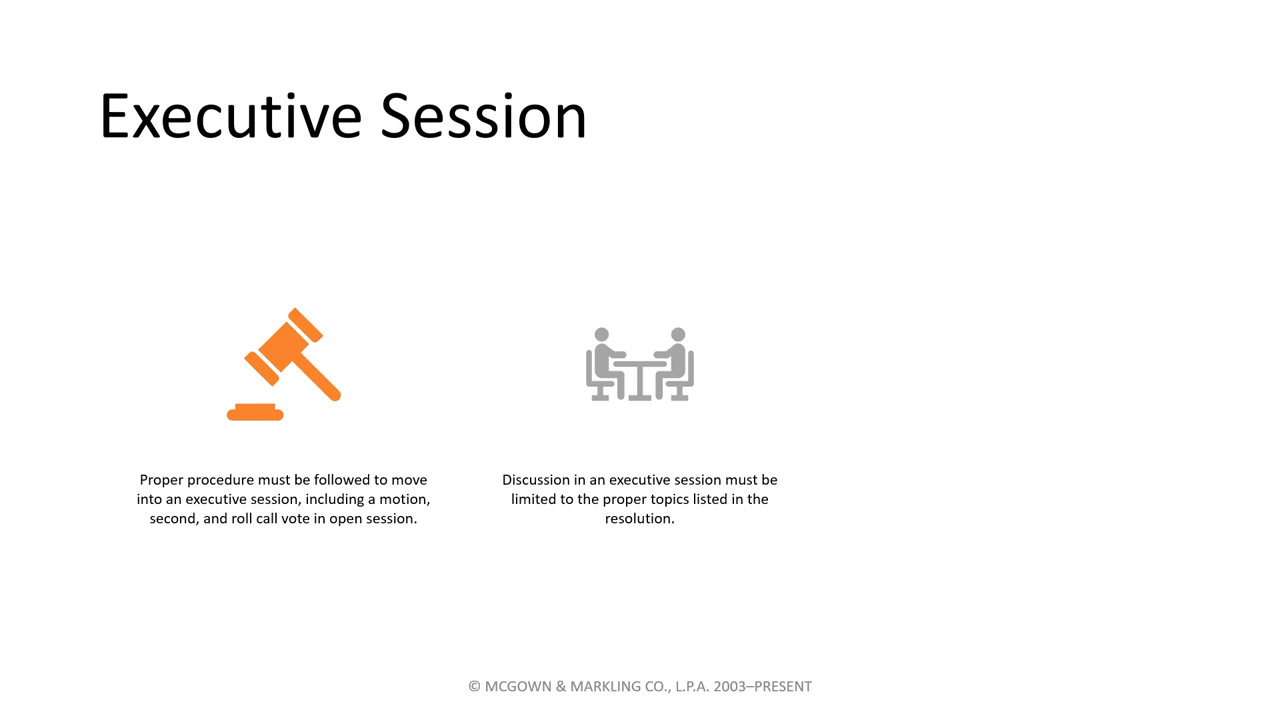 Executive Session
Proper procedure must be followed to move
into an executive session, including a motion,
second, and roll call vote in open session.
Discussion in an executive session must be
limited to the proper topics listed in the
resolution.
© MCGOWN & MARKLING CO., L.P.A. 2003–PRESENT